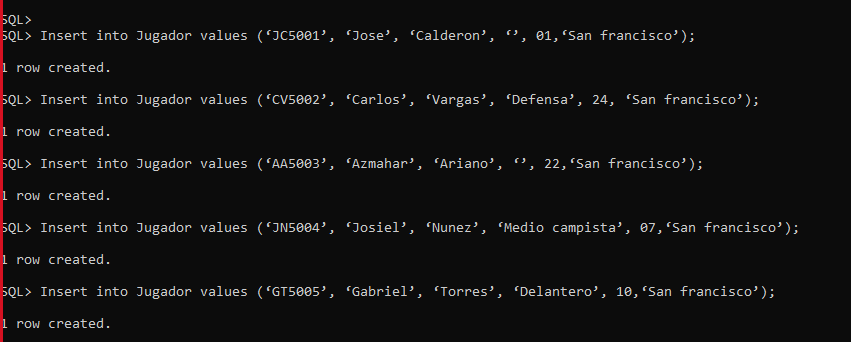 SQL>
SQL> Insert into Jugador values (‘JC5001’, ‘Jose’, ‘Calderon’, ‘’, 01,‘San francisco’);
1 row created.
SQL> Insert into Jugador values (‘CV5002’, ‘Carlos’, ‘Vargas’, ‘Defensa’, 24, ‘San francisco’);
1 row created.
SQL> Insert into Jugador values (‘AA5003’, ‘Azmahar’, ‘Ariano’, ‘’, 22,‘San francisco’);
1 row created.
SQL> Insert into Jugador values (‘JN5004’, ‘Josiel’, ‘Nunez’, ‘Medio campista’, 07,‘San francisco’);
1 row created.
SQL> Insert into Jugador values (‘GT5005’, ‘Gabriel’, ‘Torres’, ‘Delantero’, 10,‘San francisco’);
1 row created.